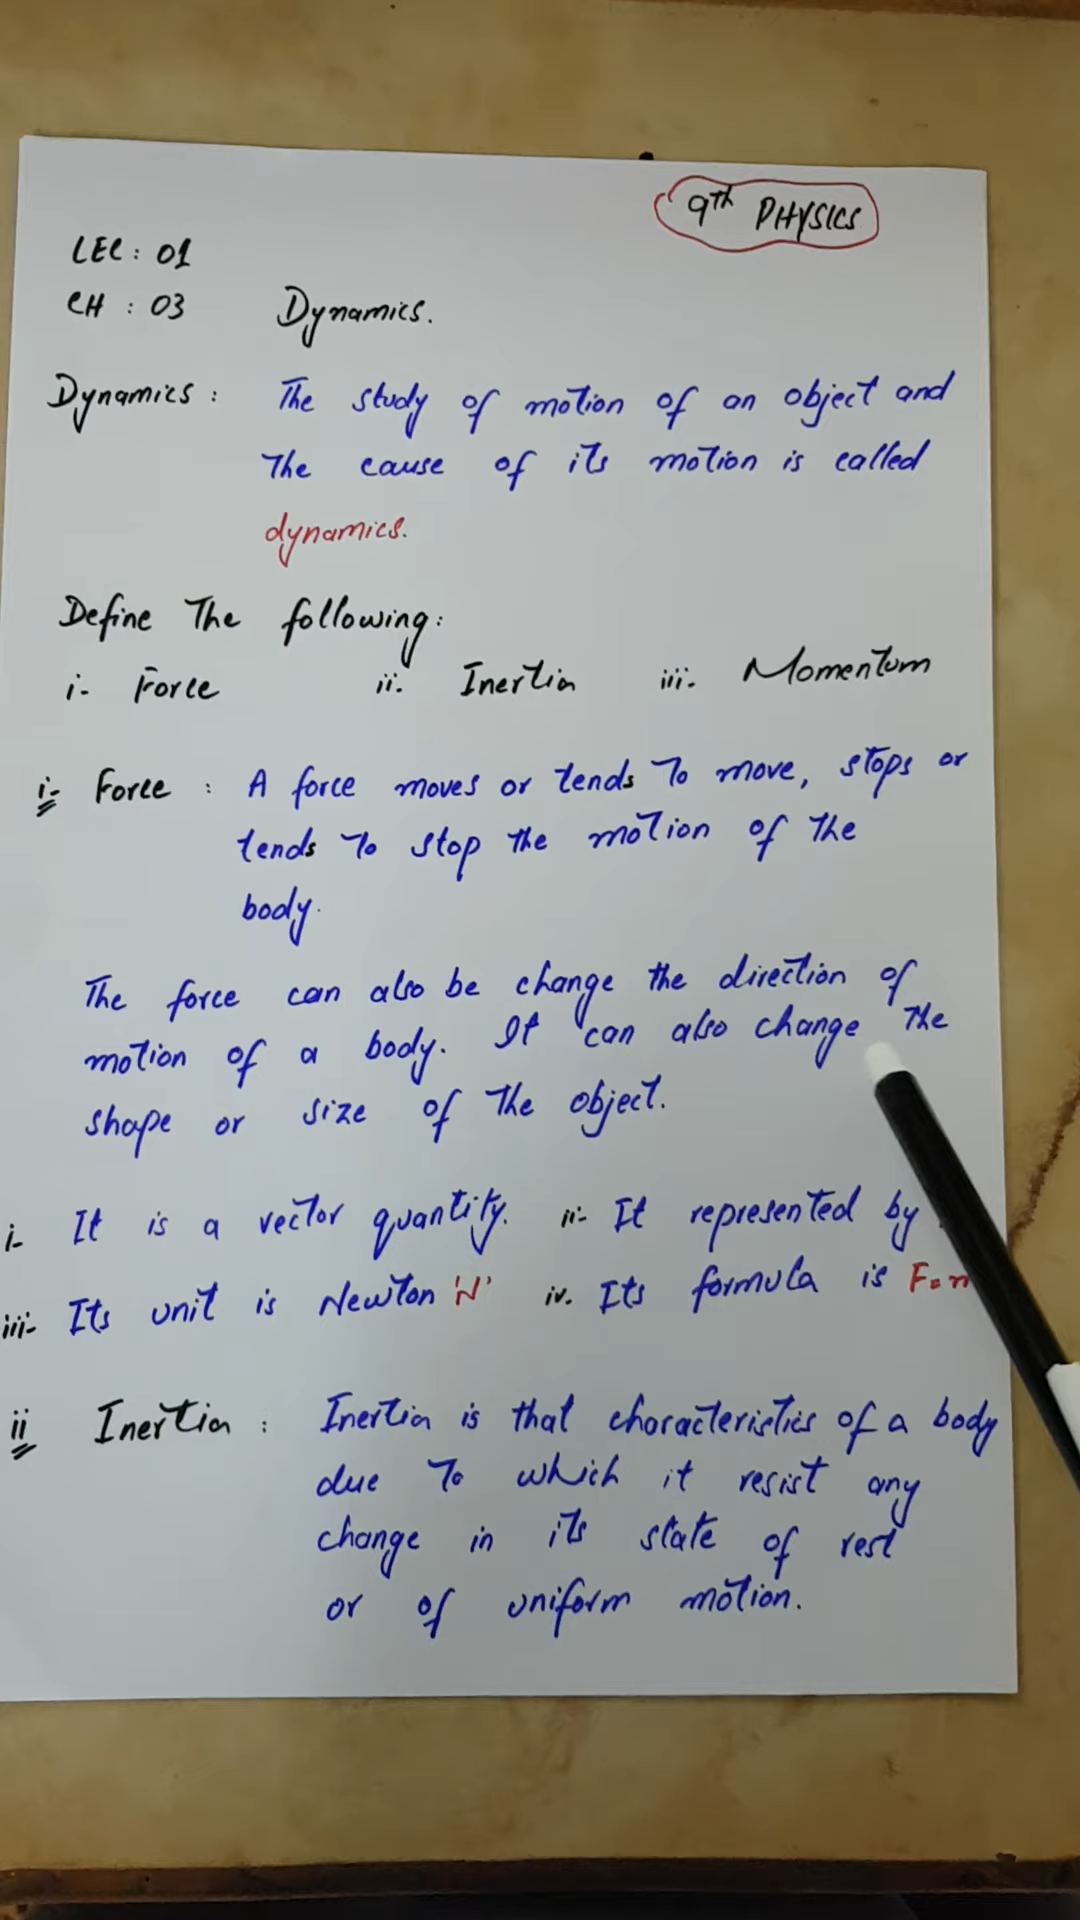 9th PHYSICS
LEC: 01
CH : 03 Dynamics.
Dynamics: The study of motion of an object and
The cause of its motion is called
dynamics.
Define The following:
i- Force ii. Inertia iii. Momentum
i- Force : A force moves or tends To move, stops or
tends To stop the motion of the
body.
The force can also be change the direction of
motion of a body. It can also change The
shape or size of The object.
i- It is a vector quantity. ii- It represented by
iii- Its unit is Newton 'N' iv. Its formula is F=
ii Inertia : Inertia is that characteristics of a body
due To which it resist any
change in its state of rest
or of uniform motion.